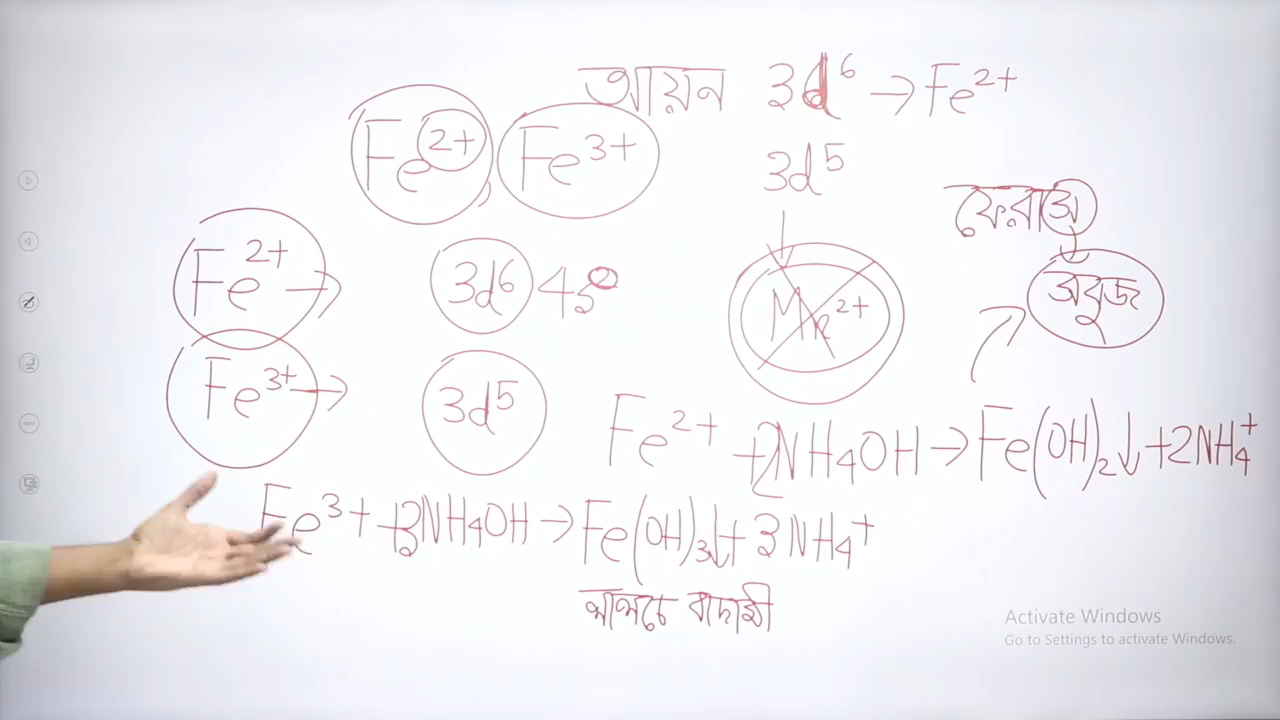 আয়ন 3d⁶ → Fe²⁺
Fe²⁺, Fe³⁺
3d⁵
ফেরাস
Fe²⁺ → 3d⁶ 4s⁰
Mn²⁺
সবুজ
Fe³⁺ → 3d⁵
Fe²⁺ + 2NH₄OH → Fe(OH)₂↓ + 2NH₄⁺
Fe³⁺ + 3NH₄OH → Fe(OH)₃↓ + 3NH₄⁺
লালচে বাদামী
Activate Windows
Go to Settings to activate Windows.